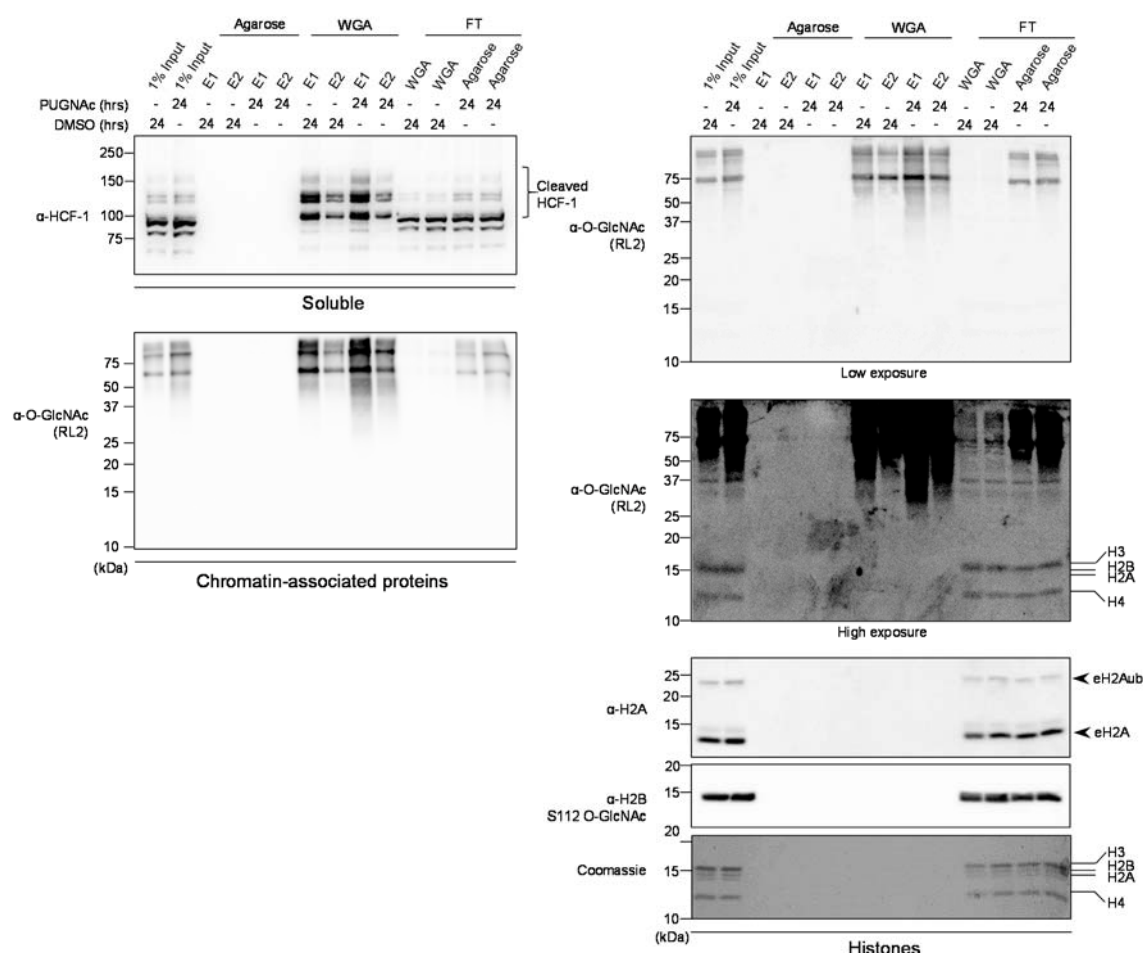 Agarose WGA FT
1% Input 1% Input E1 E2 E1 E2 E1 E2 E1 E2 WGA WGA Agarose Agarose
PUGNAc (hrs) - 24 - - 24 24 - - 24 24 - - 24 24
DMSO (hrs) 24 - 24 24 - - 24 24 - - 24 24 - -
250
150
100
75
α-HCF-1
Cleaved
HCF-1
Soluble
75
50
37
25
20
15
10
(kDa)
α-O-GlcNAc
(RL2)
Chromatin-associated proteins
Agarose WGA FT
1% Input 1% Input E1 E2 E1 E2 E1 E2 E1 E2 WGA WGA Agarose Agarose
- 24 - - 24 24 - - 24 24 - - 24 24
24 - 24 24 - - 24 24 - - 24 24 - -
75
50
37
25
20
15
10
α-O-GlcNAc
(RL2)
Low exposure
75
50
37
25
20
15
10
α-O-GlcNAc
(RL2)
H3
H2B
H2A
H4
High exposure
25
20
15
α-H2A
eH2Aub
eH2A
20
15
α-H2B
S112 O-GlcNAc
20
15
10
(kDa)
Coomassie
H3
H2B
H2A
H4
Histones